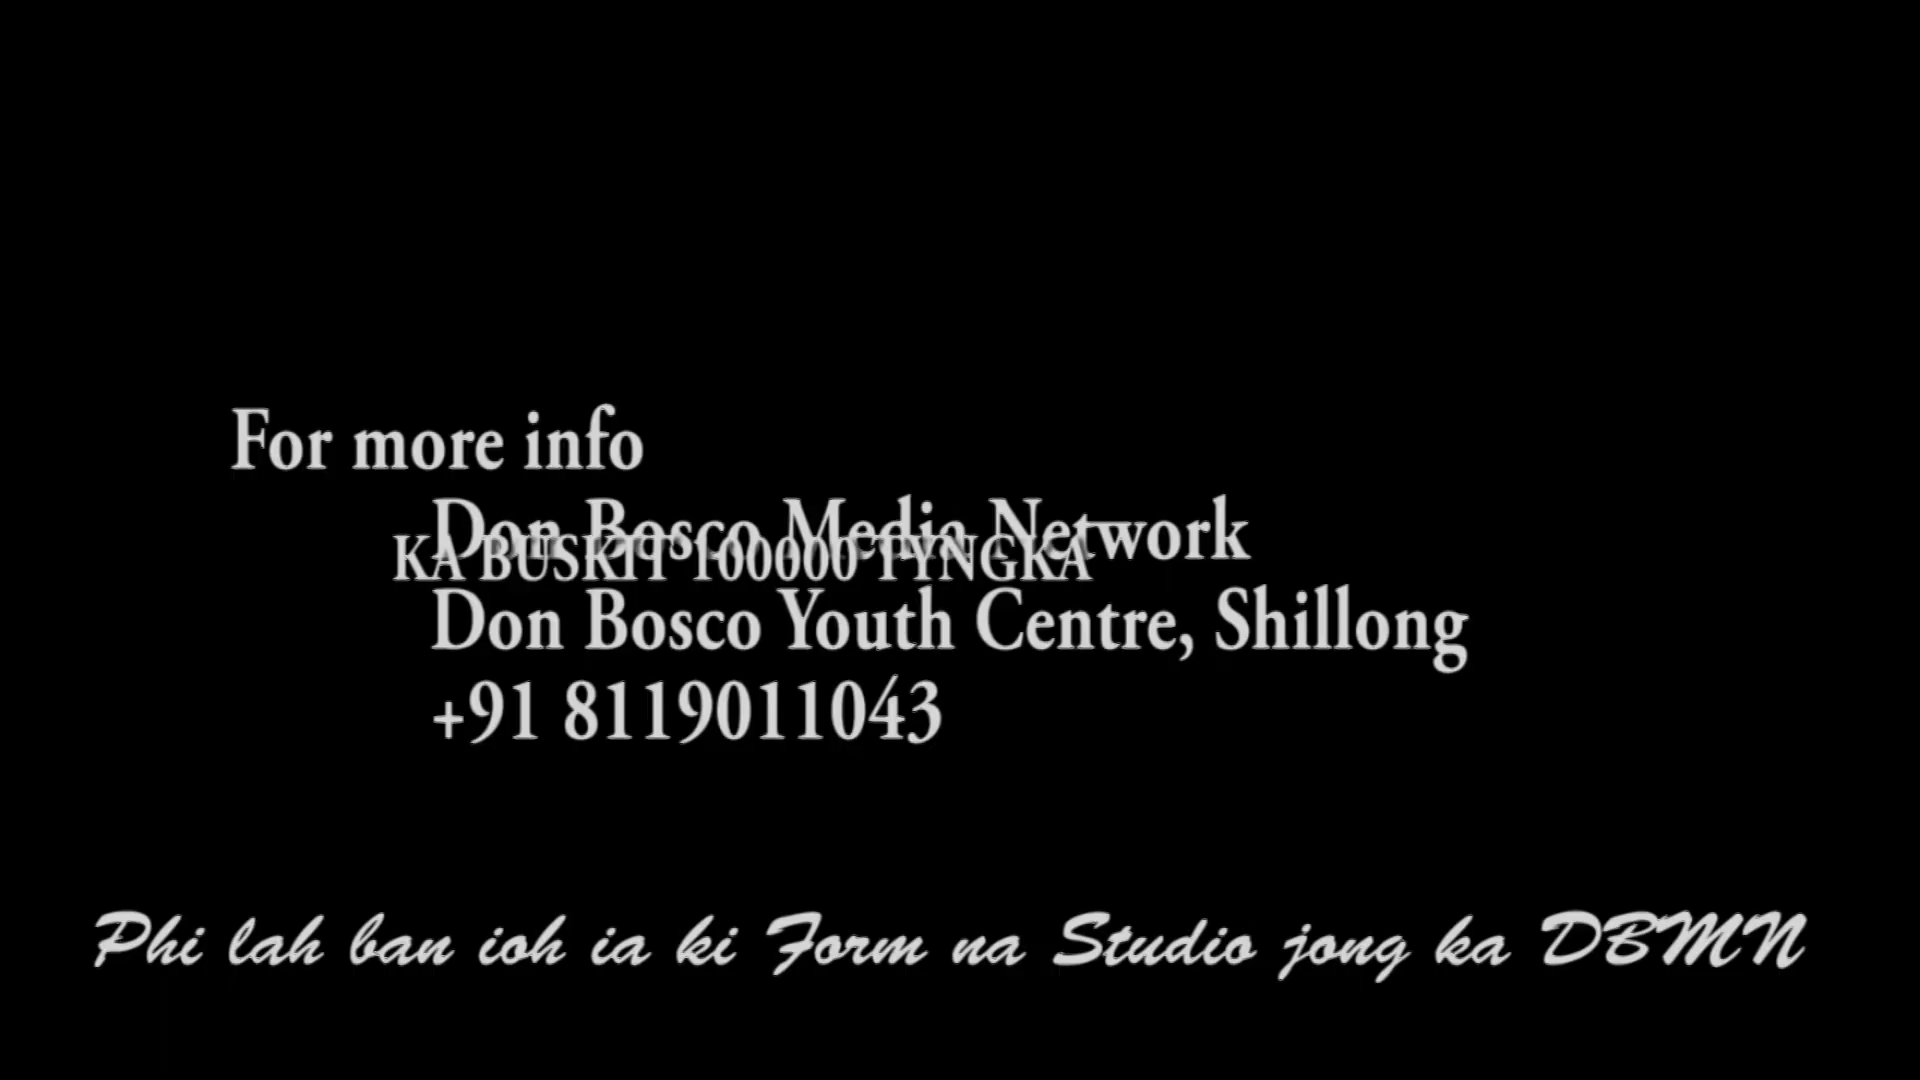 For more info
Don Bosco Media Network
KA BUSKIT 100000 TYNGKA
Don Bosco Youth Centre, Shillong
+91 8119011043
Phi lah ban ioh ia ki Form na Studio jong ka DBMN